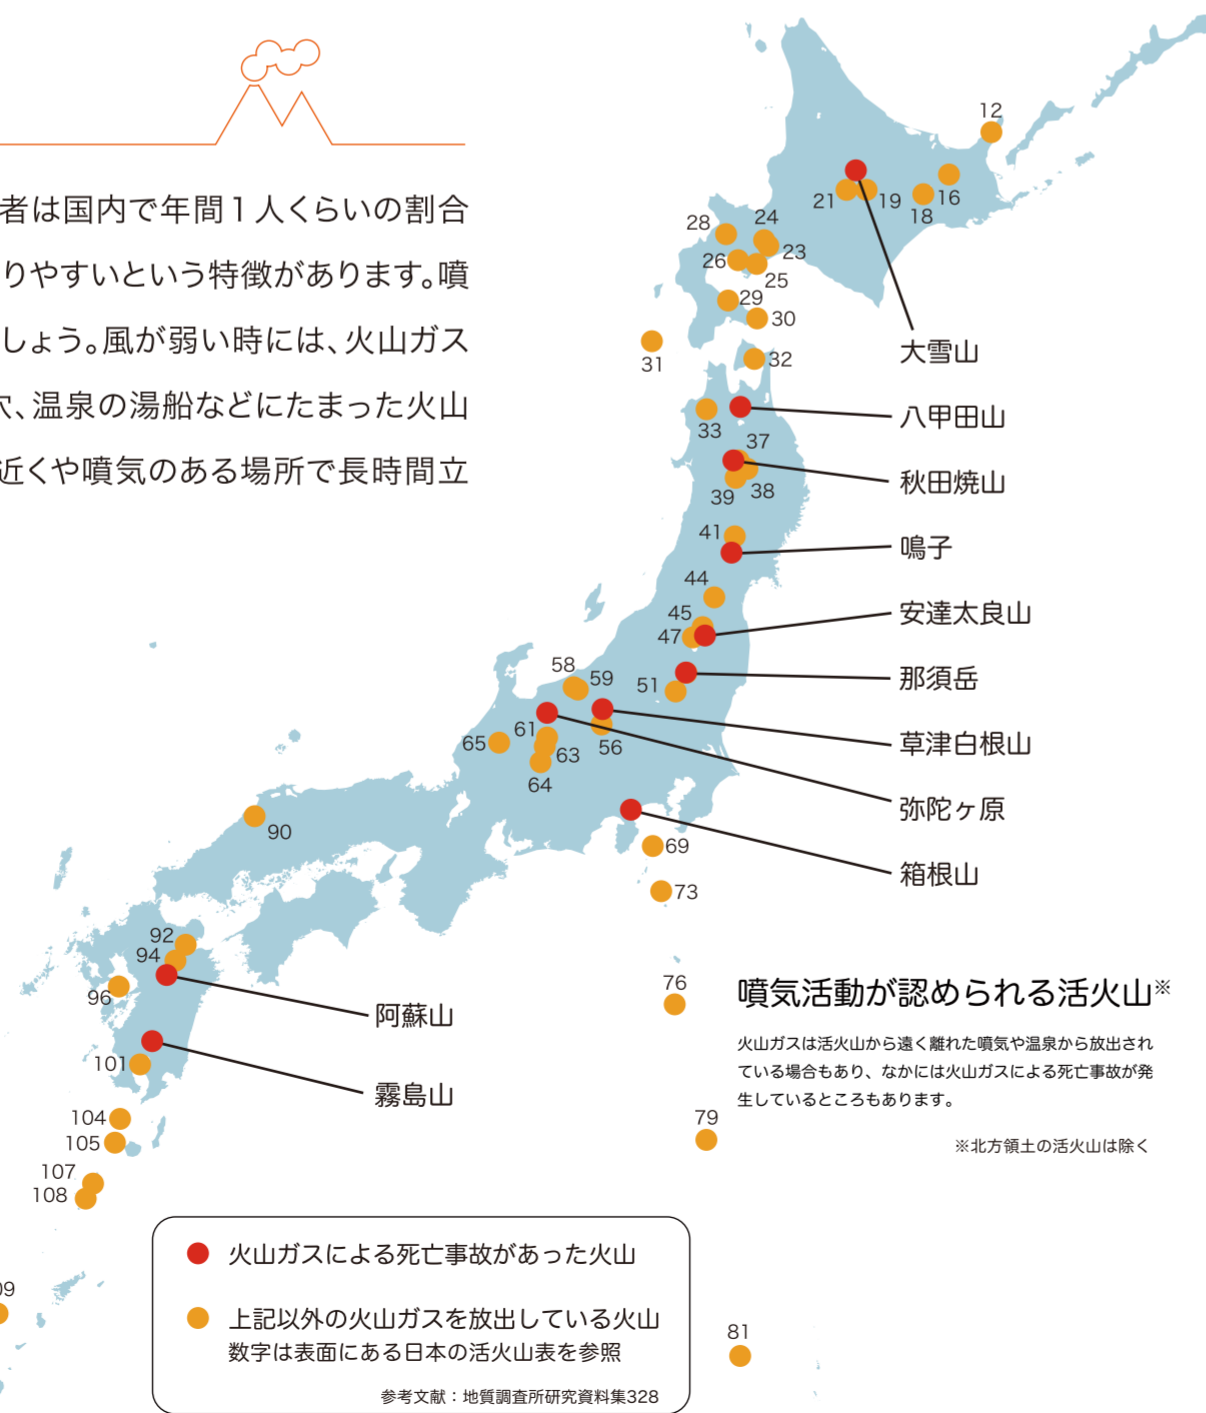 者は国内で年間1人くらいの割合
りやすいという特徴があります。噴
しょう。風が弱い時には、火山ガス
穴、温泉の湯船などにたまった火山
近くや噴気のある場所で長時間立
12
16
18
19
21
24
28
23
26
25
29
30
31
32
大雪山
八甲田山
33
37
秋田焼山
39
38
41
鳴子
44
45
安達太良山
47
58
59
51
那須岳
61
65
63
56
草津白根山
64
弥陀ヶ原
90
69
箱根山
73
92
94
96
阿蘇山
76
101
霧島山
104
105
79
107
108
09
81
噴気活動が認められる活火山※
火山ガスは活火山から遠く離れた噴気や温泉から放出され
ている場合もあり、なかには火山ガスによる死亡事故が発
生しているところもあります。
※北方領土の活火山は除く
火山ガスによる死亡事故があった火山
上記以外の火山ガスを放出している火山
数字は表面にある日本の活火山表を参照
参考文献：地質調査所研究資料集328